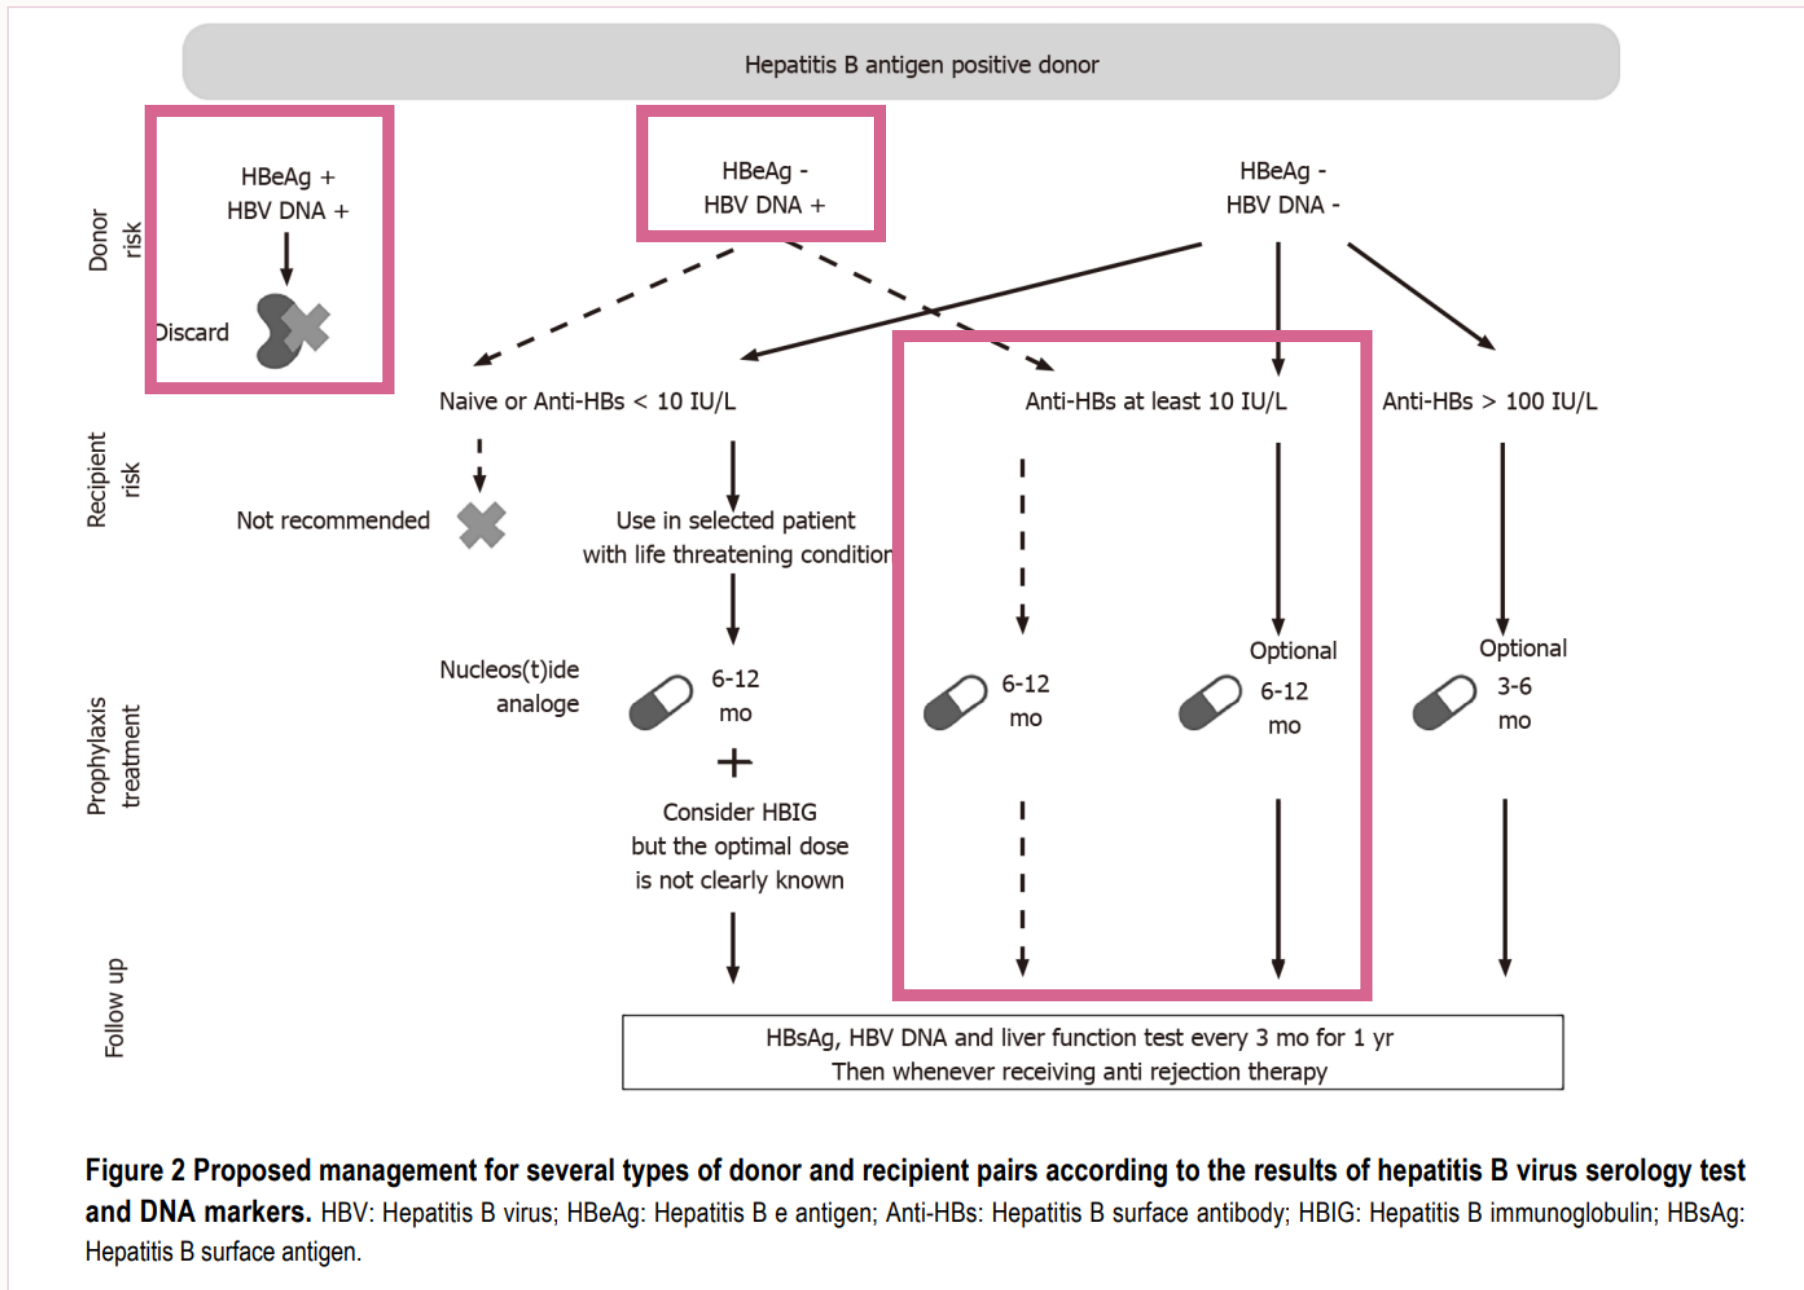 Hepatitis B antigen positive donor
Donor
risk
HBeAg +
HBV DNA +
HBeAg -
HBV DNA +
HBeAg -
HBV DNA -
Discard
Recipient
risk
Naive or Anti-HBs < 10 IU/L
Anti-HBs at least 10 IU/L
Anti-HBs > 100 IU/L
Not recommended
Use in selected patient
with life threatening condition
Prophylaxis
treatment
Nucleos(t)ide
analoge
6-12
mo
6-12
mo
Optional
6-12
mo
Optional
3-6
mo
+
Consider HBIG
but the optimal dose
is not clearly known
Follow up
HBsAg, HBV DNA and liver function test every 3 mo for 1 yr
Then whenever receiving anti rejection therapy
Figure 2 Proposed management for several types of donor and recipient pairs according to the results of hepatitis B virus serology test
and DNA markers. HBV: Hepatitis B virus; HBeAg: Hepatitis B e antigen; Anti-HBs: Hepatitis B surface antibody; HBIG: Hepatitis B immunoglobulin; HBsAg:
Hepatitis B surface antigen.